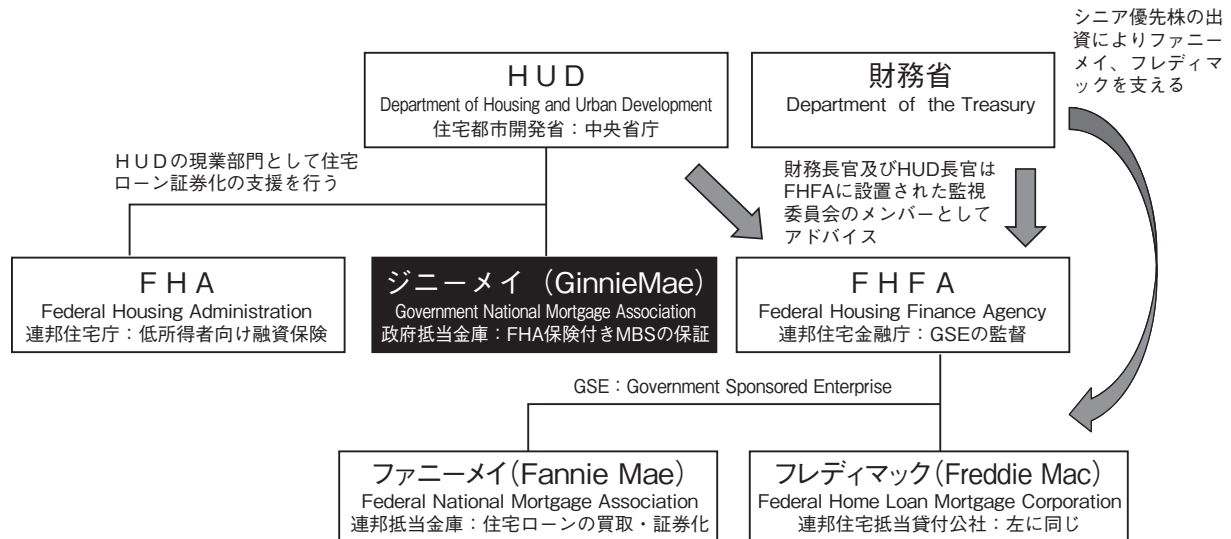 シニア優先株の出
資によりファニー
メイ、フレディマ
ックを支える
ＨＵＤ
Department of Housing and Urban Development
住宅都市開発省：中央省庁
財務省
Department of the Treasury
ＨＵＤの現業部門として住宅
ローン証券化の支援を行う
財務長官及びHUD長官は
FHFAに設置された監視
委員会のメンバーとして
アドバイス
ＦＨＡ
Federal Housing Administration
連邦住宅庁：低所得者向け融資保険
ジニーメイ（GinnieMae）
Government National Mortgage Association
政府抵当金庫：FHA保険付きMBSの保証
ＦＨＦＡ
Federal Housing Finance Agency
連邦住宅金融庁：GSEの監督
GSE：Government Sponsored Enterprise
ファニーメイ（Fannie Mae）
Federal National Mortgage Association
連邦抵当金庫：住宅ローンの買取・証券化
フレディマック（Freddie Mac）
Federal Home Loan Mortgage Corporation
連邦住宅抵当貸付公社：左に同じ